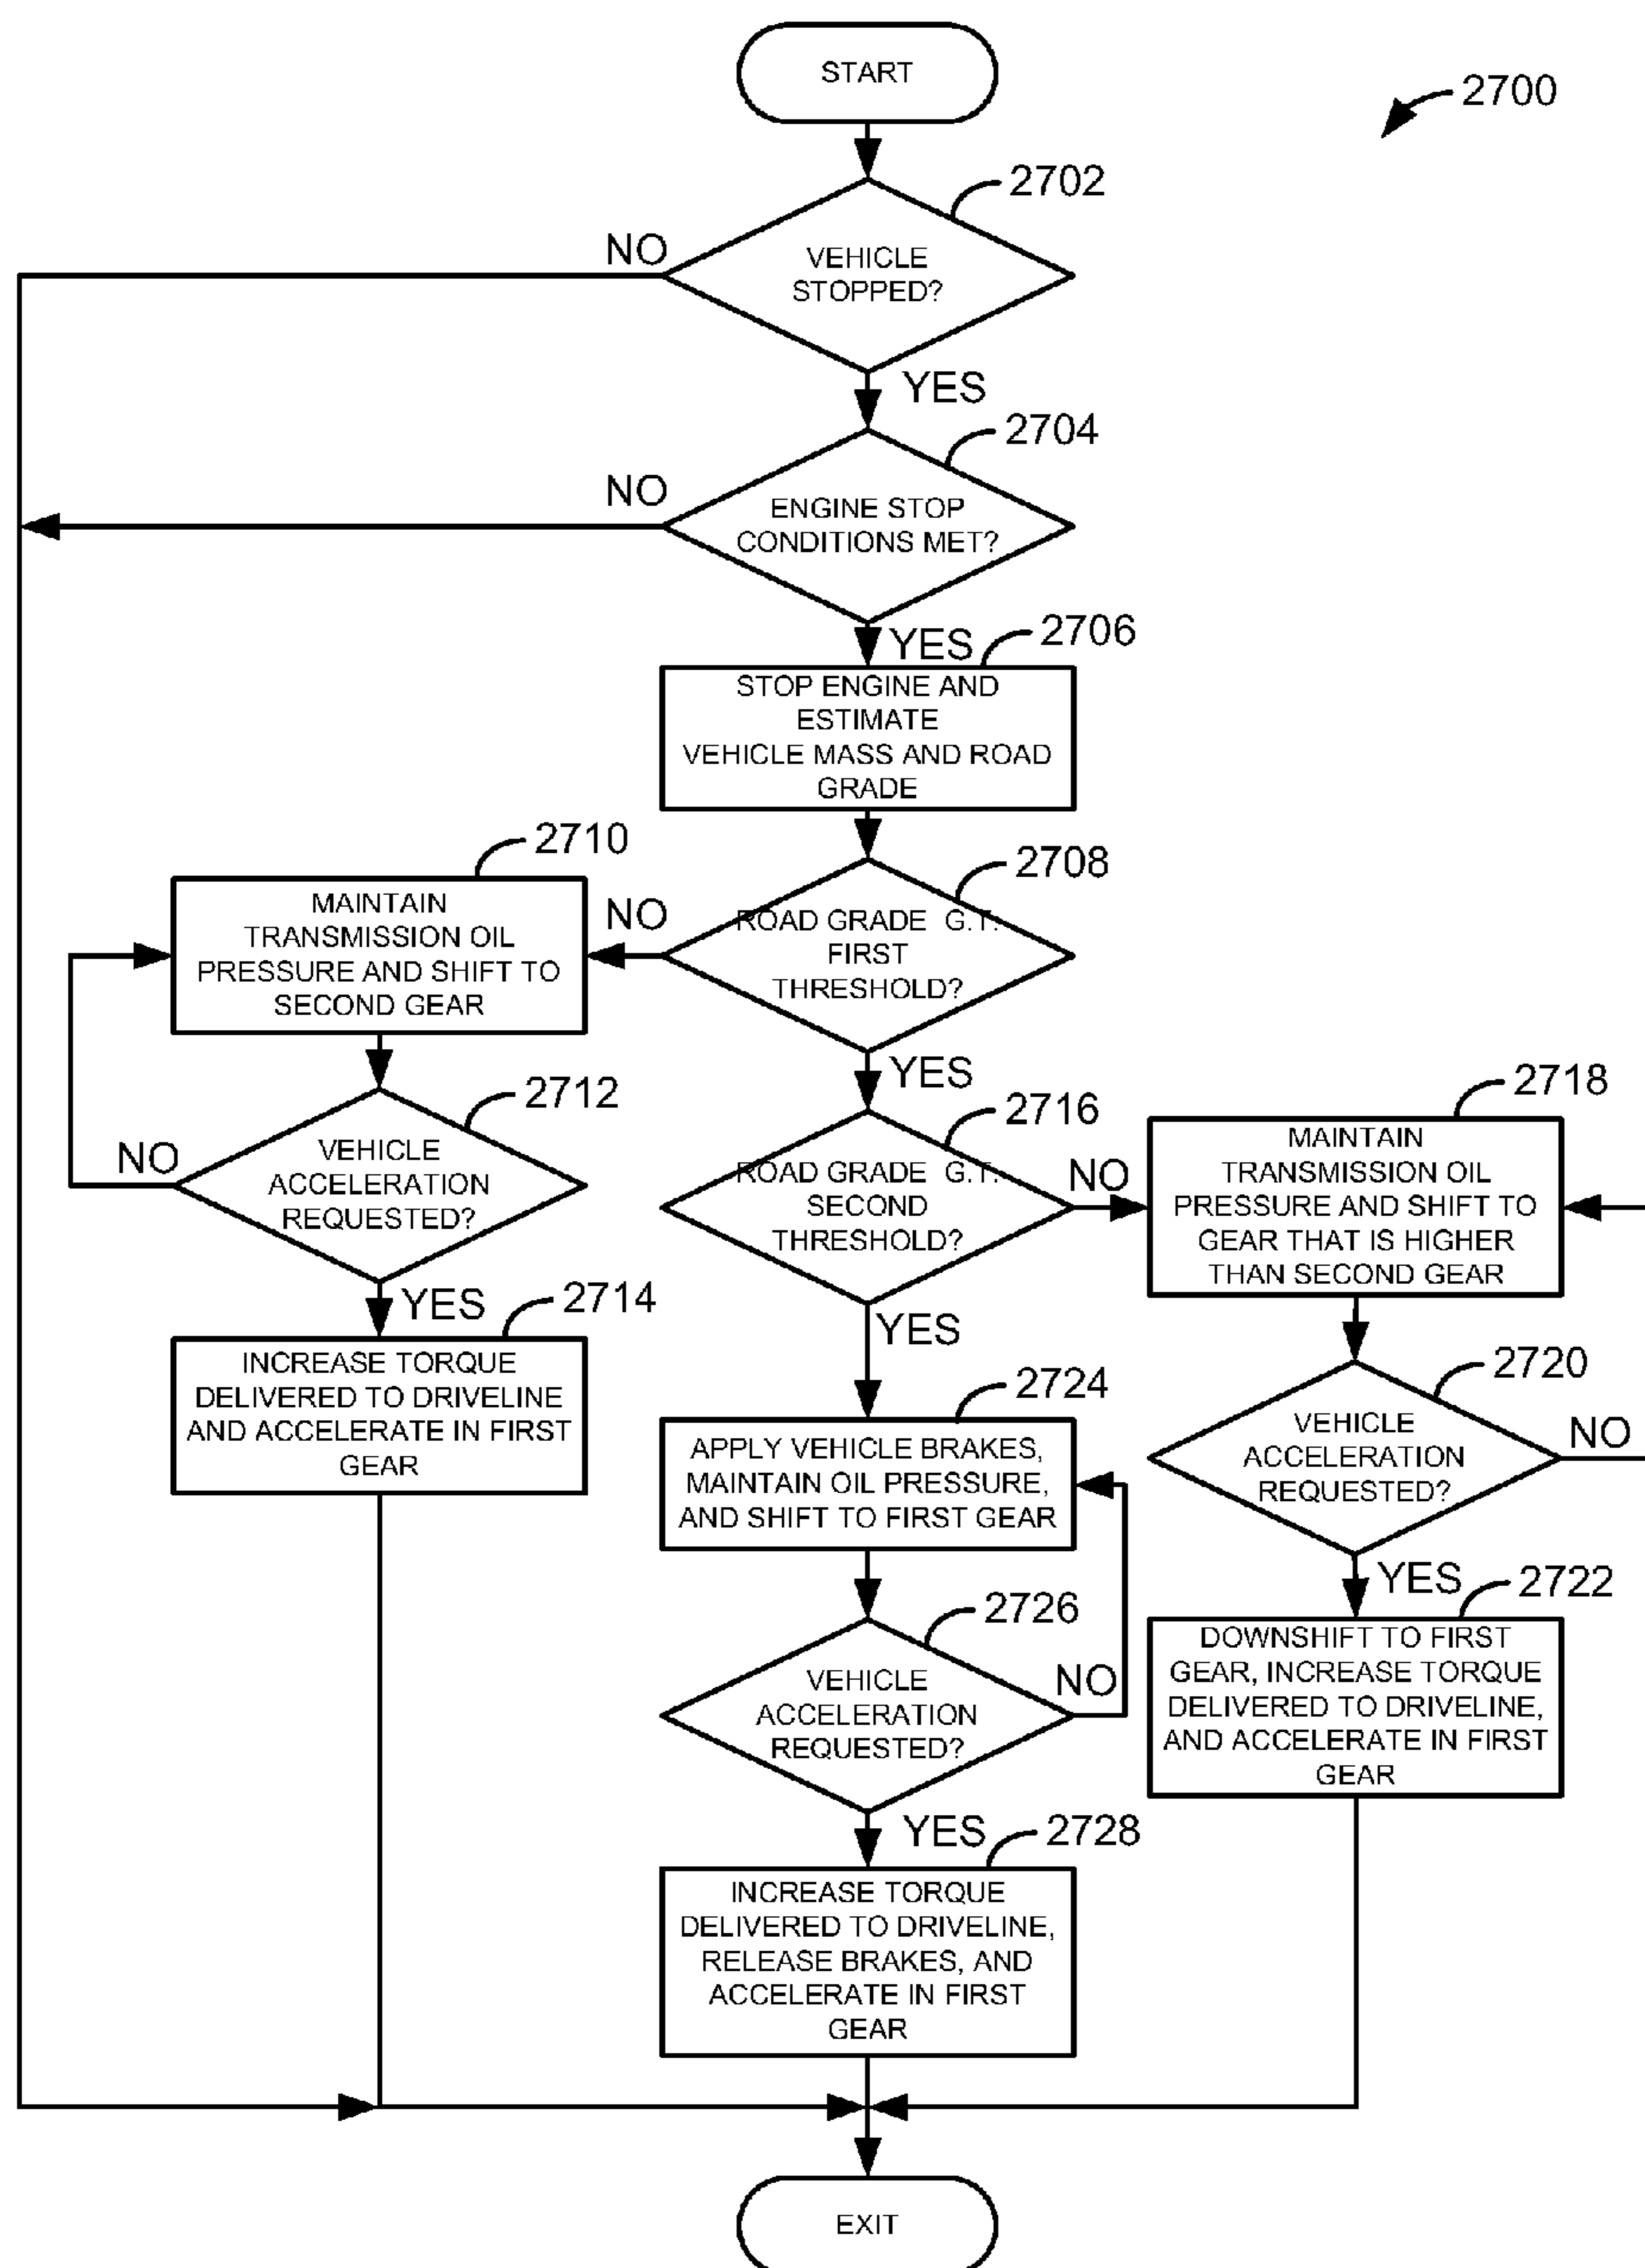 START
2700
2702
NO
VEHICLE
STOPPED?
YES
2704
NO
ENGINE STOP
CONDITIONS MET?
YES
2706
STOP ENGINE AND
ESTIMATE
VEHICLE MASS AND ROAD
GRADE
2710
2708
MAINTAIN
TRANSMISSION OIL
PRESSURE AND SHIFT TO
SECOND GEAR
NO
ROAD GRADE G.T.
FIRST
THRESHOLD?
YES
2712
NO
VEHICLE
ACCELERATION
REQUESTED?
YES
2714
INCREASE TORQUE
DELIVERED TO DRIVELINE
AND ACCELERATE IN FIRST
GEAR
2716
ROAD GRADE G.T.
SECOND
THRESHOLD?
NO
YES
2718
MAINTAIN
TRANSMISSION OIL
PRESSURE AND SHIFT TO
GEAR THAT IS HIGHER
THAN SECOND GEAR
2720
VEHICLE
ACCELERATION
REQUESTED?
NO
YES
2722
DOWNSHIFT TO FIRST
GEAR, INCREASE TORQUE
DELIVERED TO DRIVELINE,
AND ACCELERATE IN FIRST
GEAR
2724
APPLY VEHICLE BRAKES,
MAINTAIN OIL PRESSURE,
AND SHIFT TO FIRST GEAR
2726
VEHICLE
ACCELERATION
REQUESTED?
NO
YES
2728
INCREASE TORQUE
DELIVERED TO DRIVELINE,
RELEASE BRAKES, AND
ACCELERATE IN FIRST
GEAR
EXIT